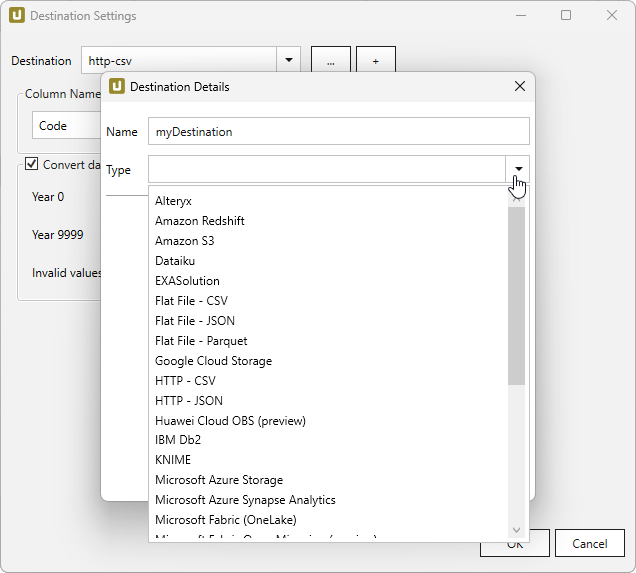 Destination Settings
Destination http-csv ... +
Column Name
Code
Convert da
Year 0
Year 9999
Invalid values
Destination Details
Name myDestination
Type
Alteryx
Amazon Redshift
Amazon S3
Dataiku
EXASolution
Flat File - CSV
Flat File - JSON
Flat File - Parquet
Google Cloud Storage
HTTP - CSV
HTTP - JSON
Huawei Cloud OBS (preview)
IBM Db2
KNIME
Microsoft Azure Storage
Microsoft Azure Synapse Analytics
Microsoft Fabric (OneLake)
OK Cancel